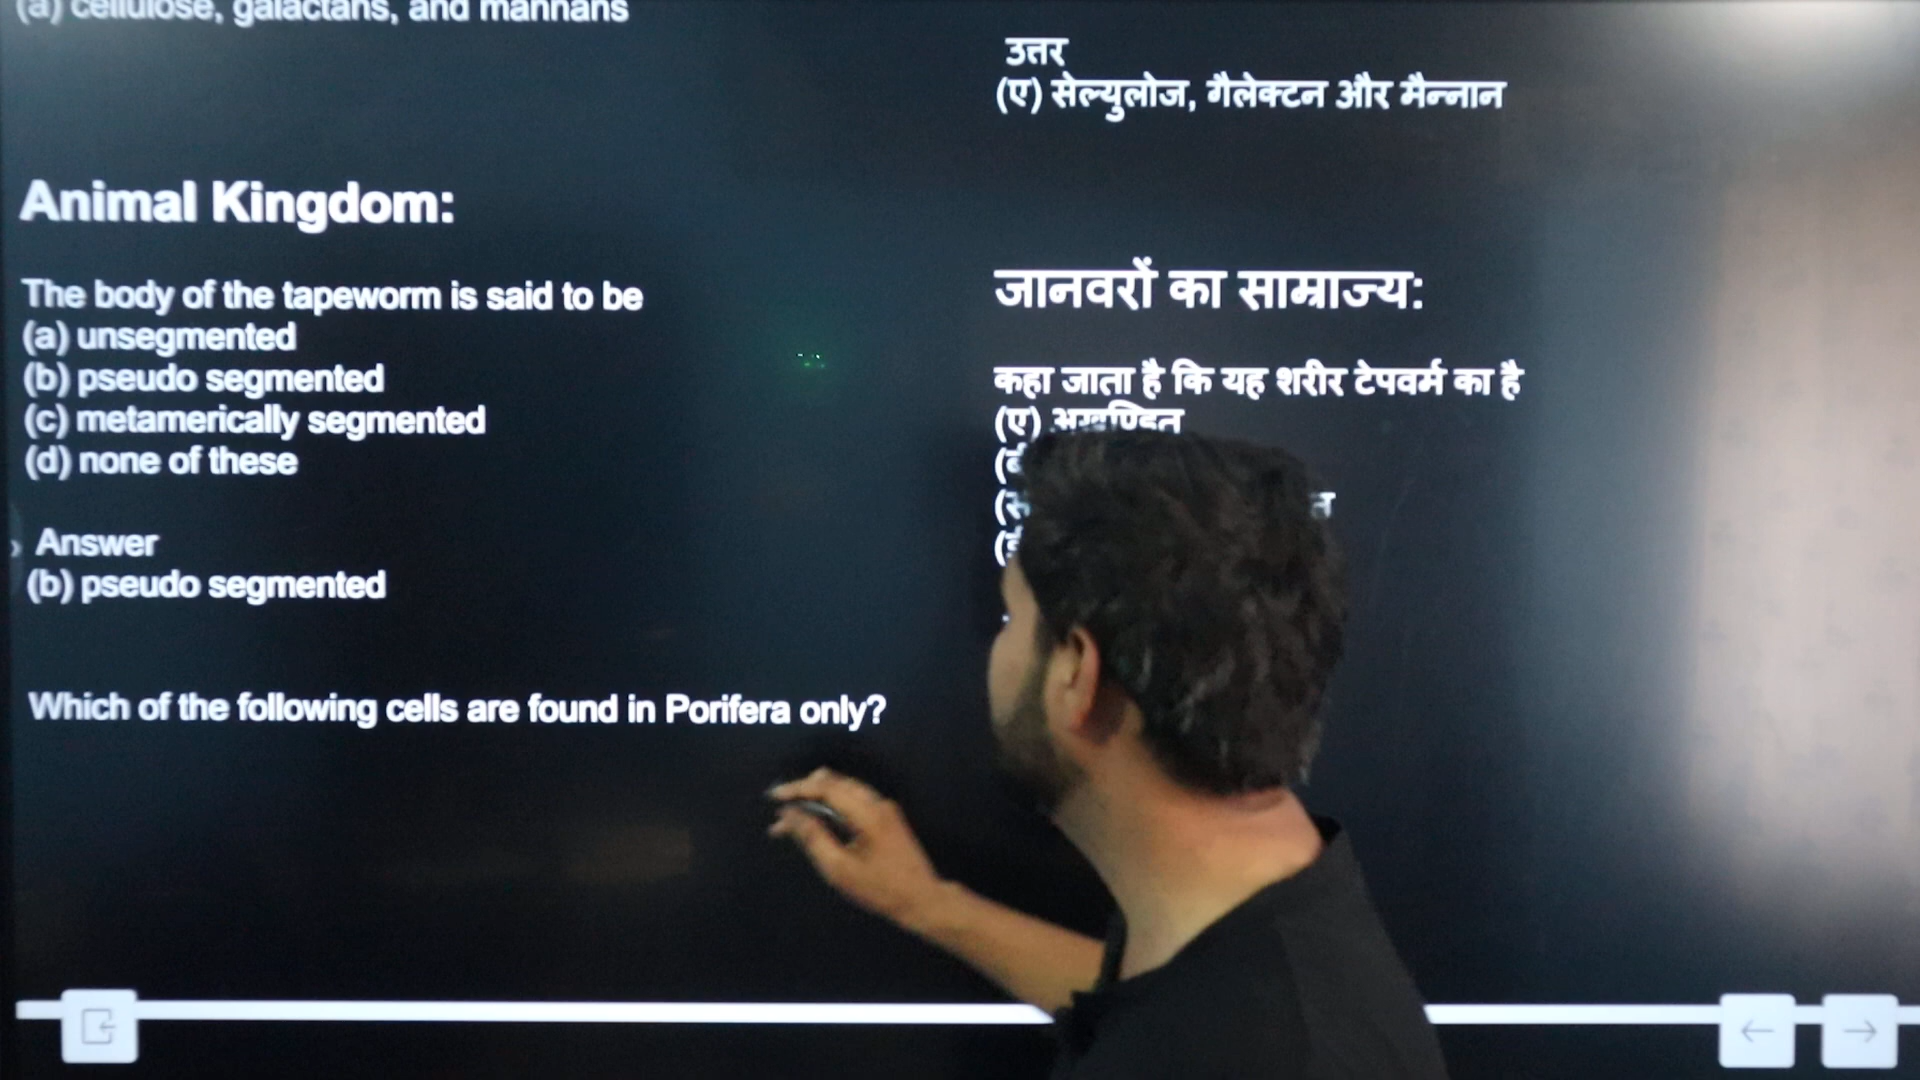 (a) cellulose, galactans, and mannans
Animal Kingdom:
The body of the tapeworm is said to be
(a) unsegmented
(b) pseudo segmented
(c) metamerically segmented
(d) none of these
Answer
(b) pseudo segmented
Which of the following cells are found in Porifera only?
उत्तर
(ए) सेल्युलोज, गैलेक्टन और मैन्नान
जानवरों का साम्राज्य:
कहा जाता है कि यह शरीर टेपवर्म का है
(ए) अखण्डित